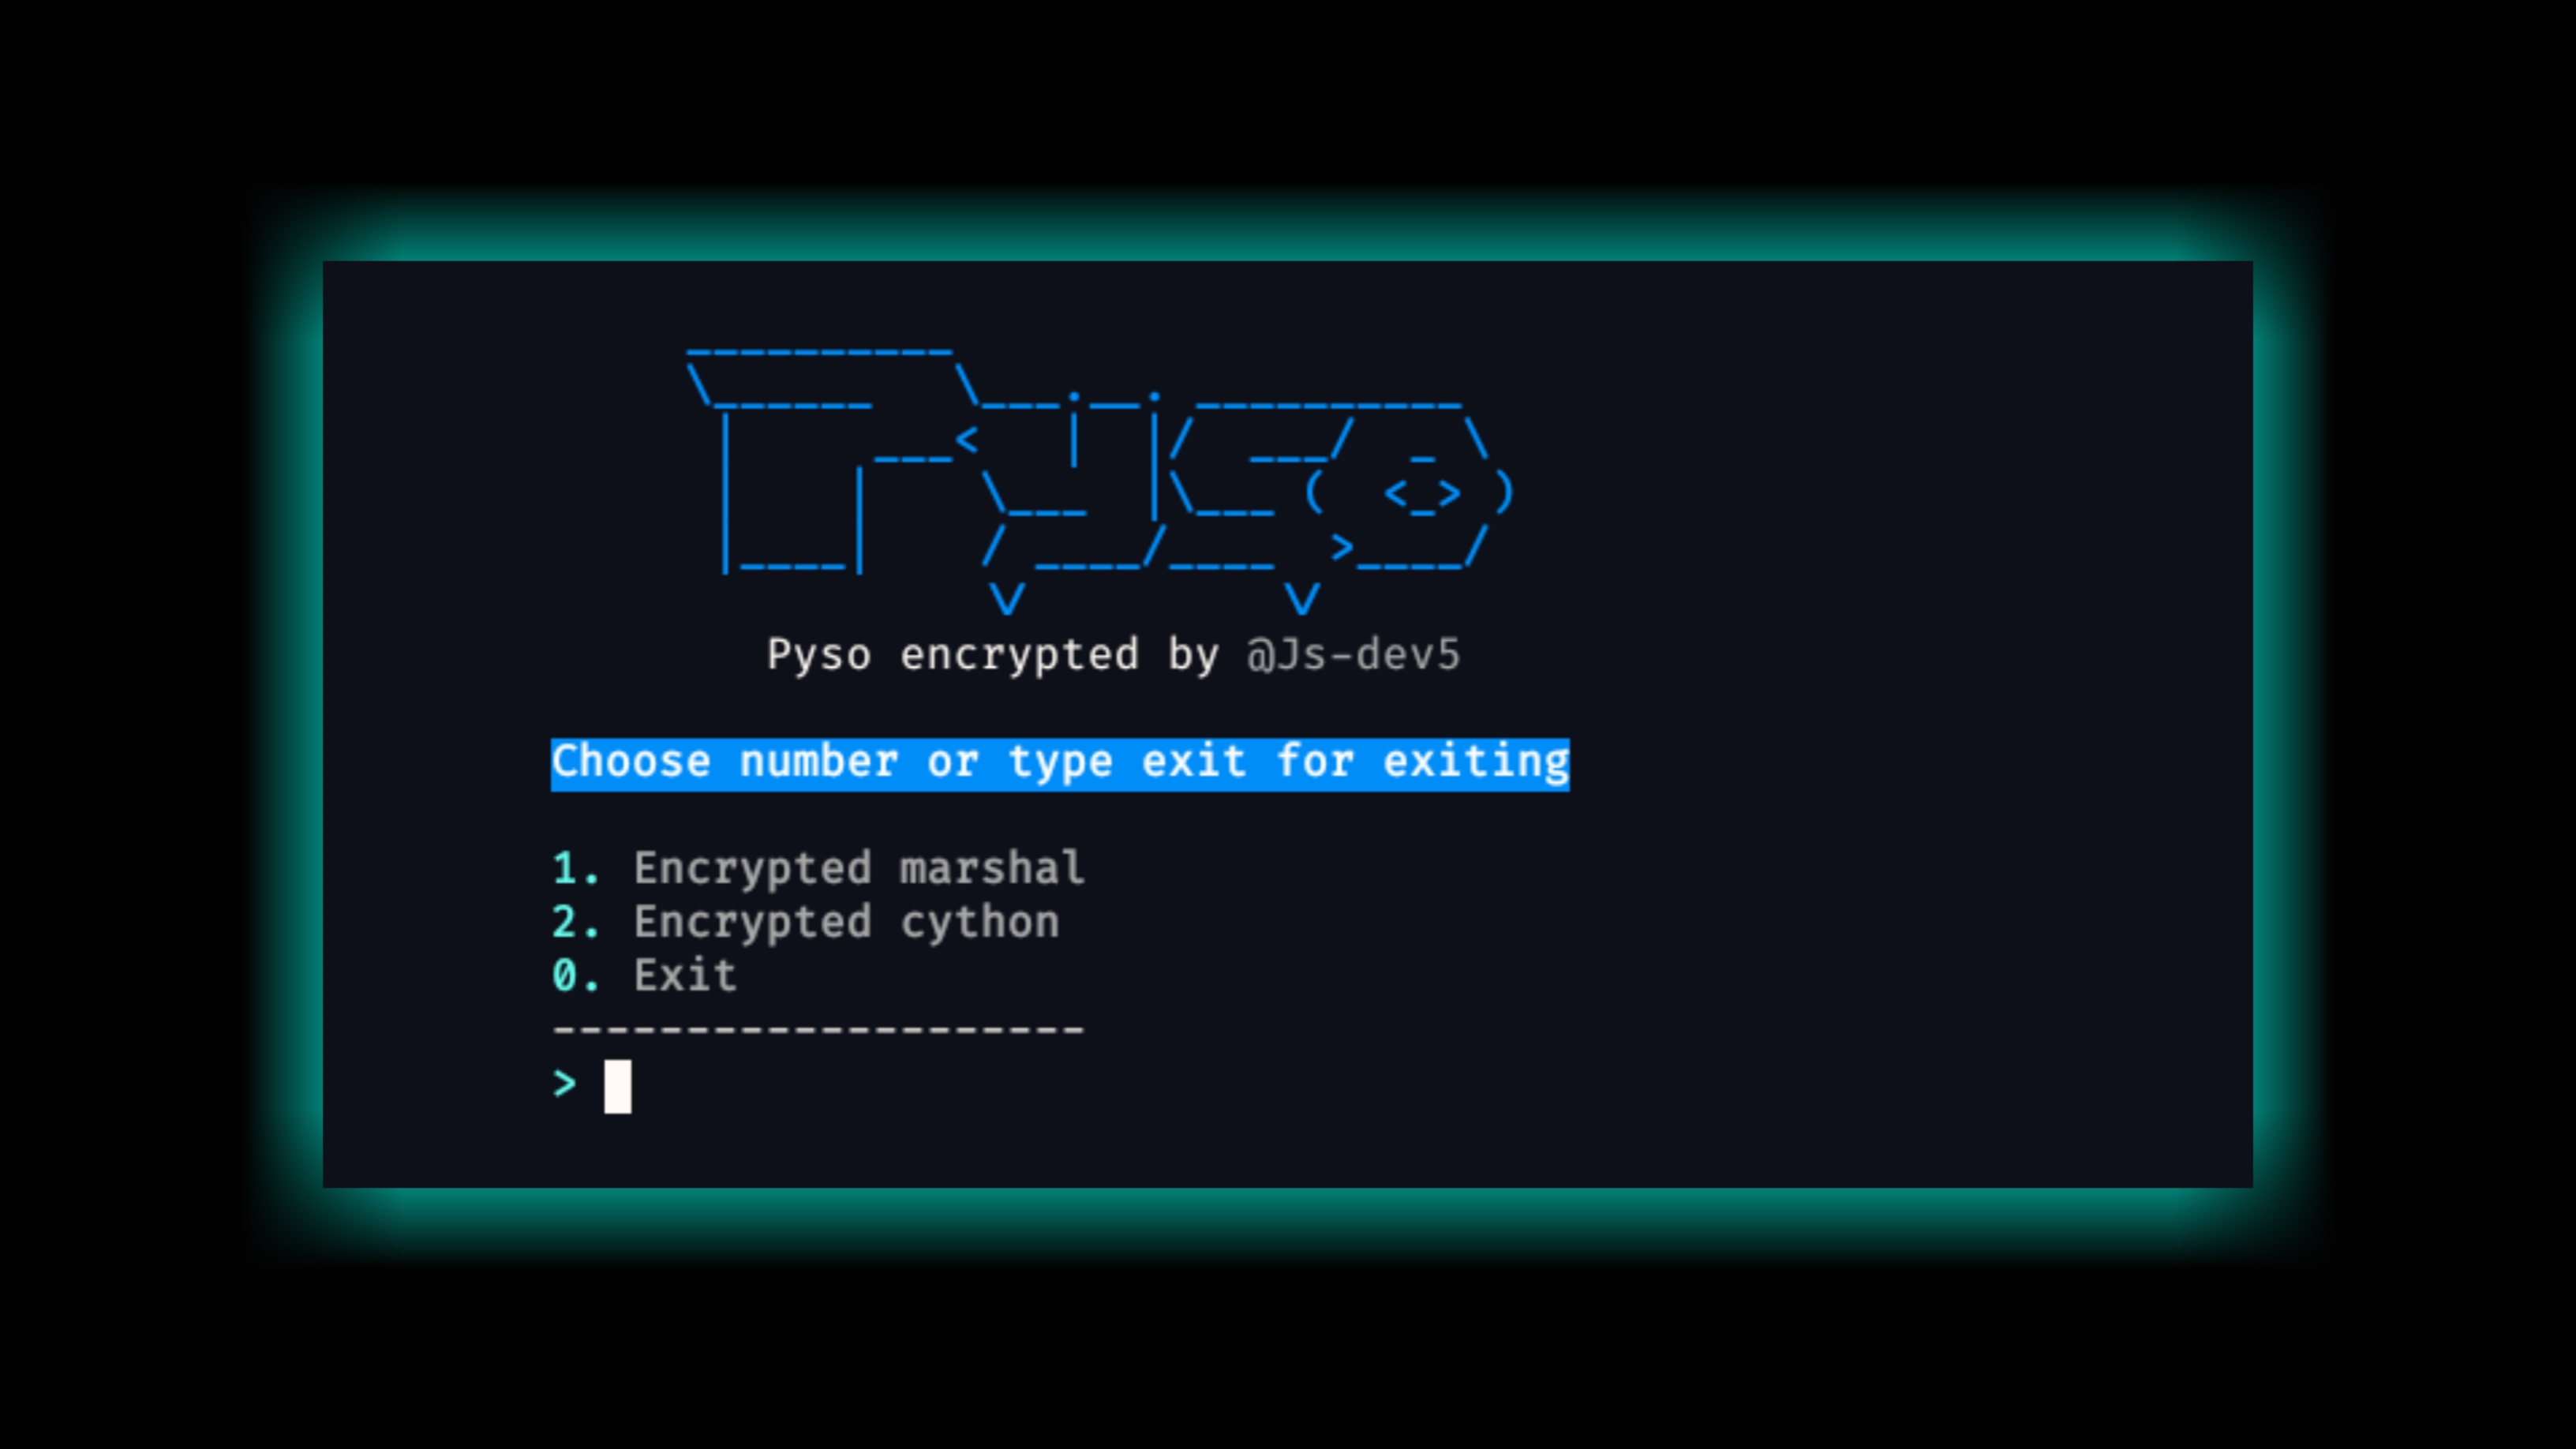 Pyso encrypted by @Js-dev5
Choose number or type exit for exiting
1. Encrypted marshal
2. Encrypted cython
0. Exit
--------------------
>